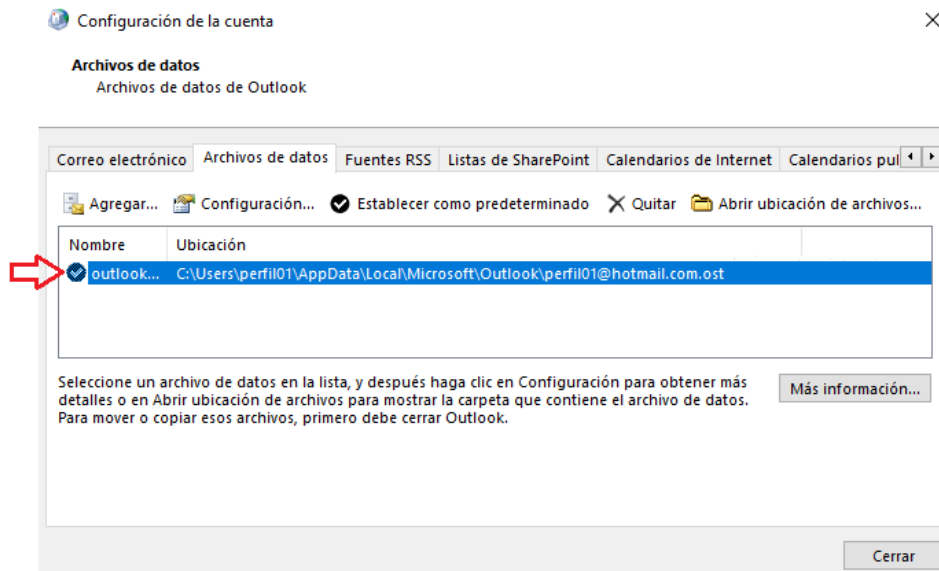 Configuración de la cuenta
Archivos de datos
Archivos de datos de Outlook
Correo electrónico Archivos de datos Fuentes RSS Listas de SharePoint Calendarios de Internet Calendarios pul
Agregar... Configuración... Establecer como predeterminado Quitar Abrir ubicación de archivos...
Nombre Ubicación
outlook... C:\Users\perfil01\AppData\Local\Microsoft\Outlook\perfil01@hotmail.com.ost
Seleccione un archivo de datos en la lista, y después haga clic en Configuración para obtener más
detalles o en Abrir ubicación de archivos para mostrar la carpeta que contiene el archivo de datos.
Para mover o copiar esos archivos, primero debe cerrar Outlook.
Más información...
Cerrar